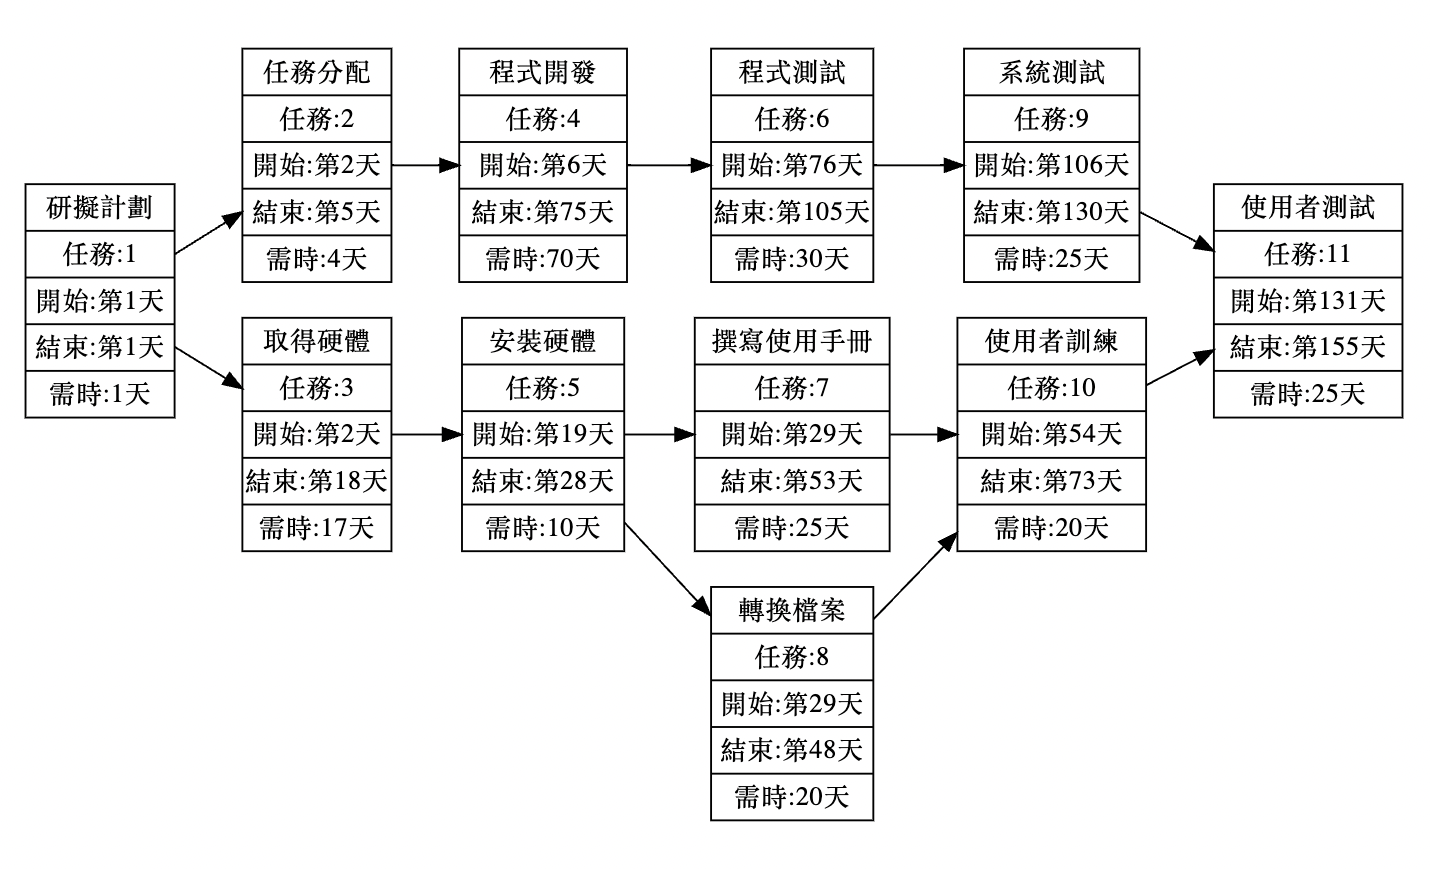 研擬計劃
任務:1
開始:第1天
結束:第1天
需時:1天
任務分配
任務:2
開始:第2天
結束:第5天
需時:4天
程式開發
任務:4
開始:第6天
結束:第75天
需時:70天
程式測試
任務:6
開始:第76天
結束:第105天
需時:30天
系統測試
任務:9
開始:第106天
結束:第130天
需時:25天
取得硬體
任務:3
開始:第2天
結束:第18天
需時:17天
安裝硬體
任務:5
開始:第19天
結束:第28天
需時:10天
撰寫使用手冊
任務:7
開始:第29天
結束:第53天
需時:25天
使用者訓練
任務:10
開始:第54天
結束:第73天
需時:20天
轉換檔案
任務:8
開始:第29天
結束:第48天
需時:20天
使用者測試
任務:11
開始:第131天
結束:第155天
需時:25天